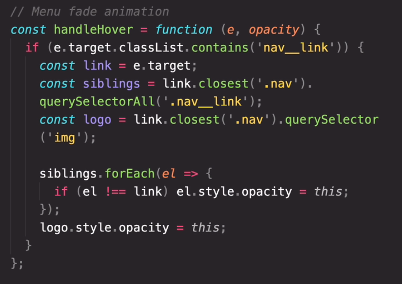 // Menu fade animation
const handleHover = function (e, opacity) {
if (e.target.classList.contains('nav__link')) {
const link = e.target;
const siblings = link.closest('.nav').
querySelectorAll('.nav__link');
const logo = link.closest('.nav').querySelector
('img');
siblings.forEach(el => {
if (el !== link) el.style.opacity = this;
});
logo.style.opacity = this;
}
};